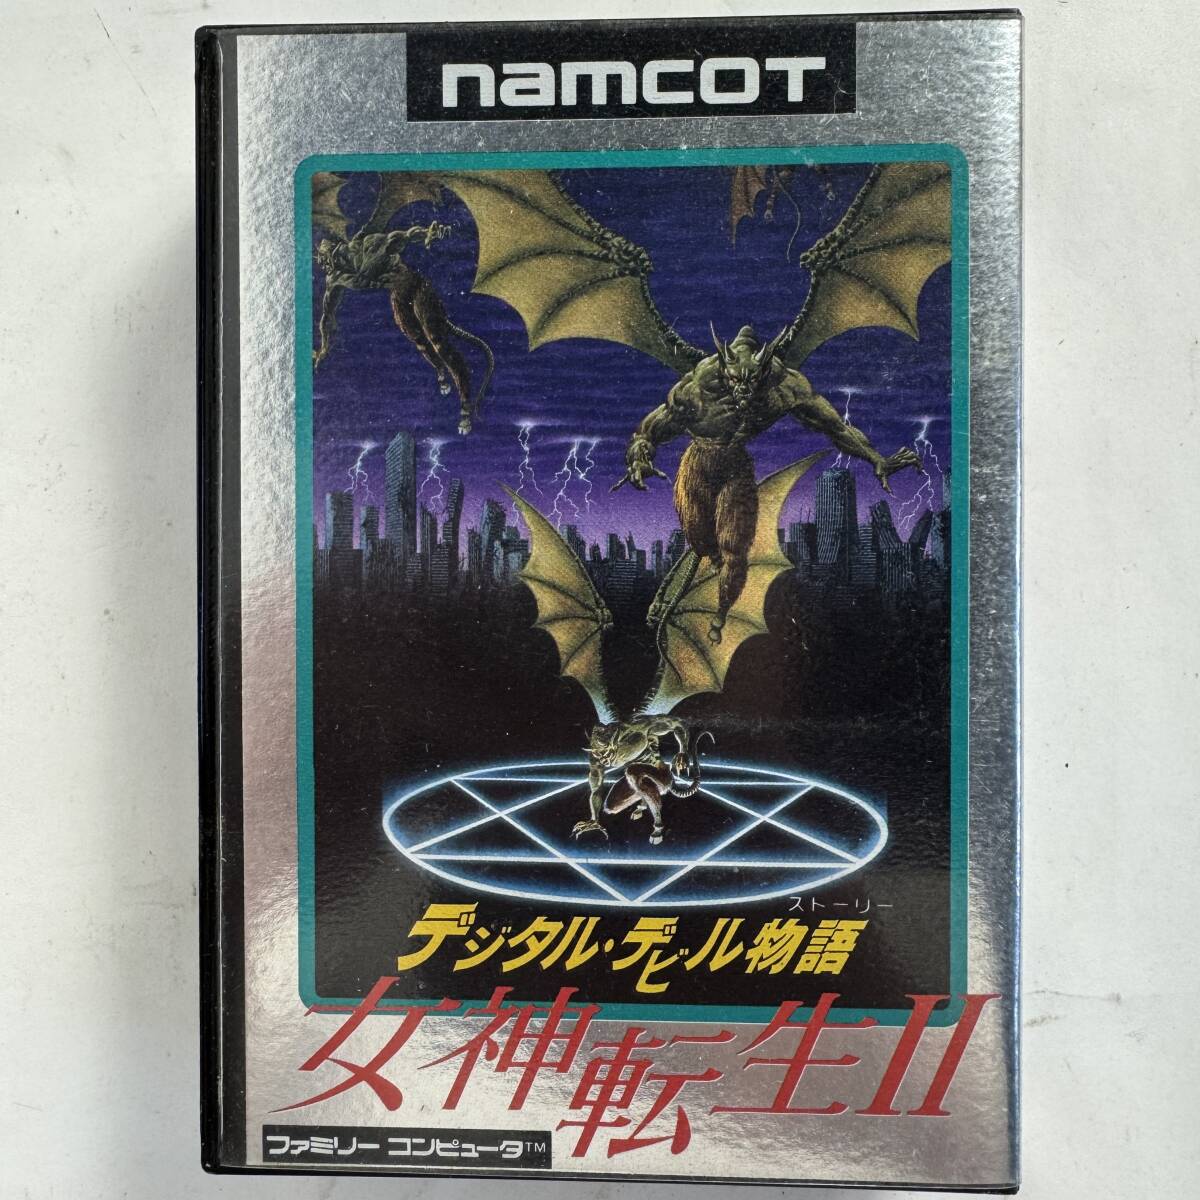 namcot
ストーリー
デジタル・デビル物語
女神転生II
ファミリー コンピュータ™